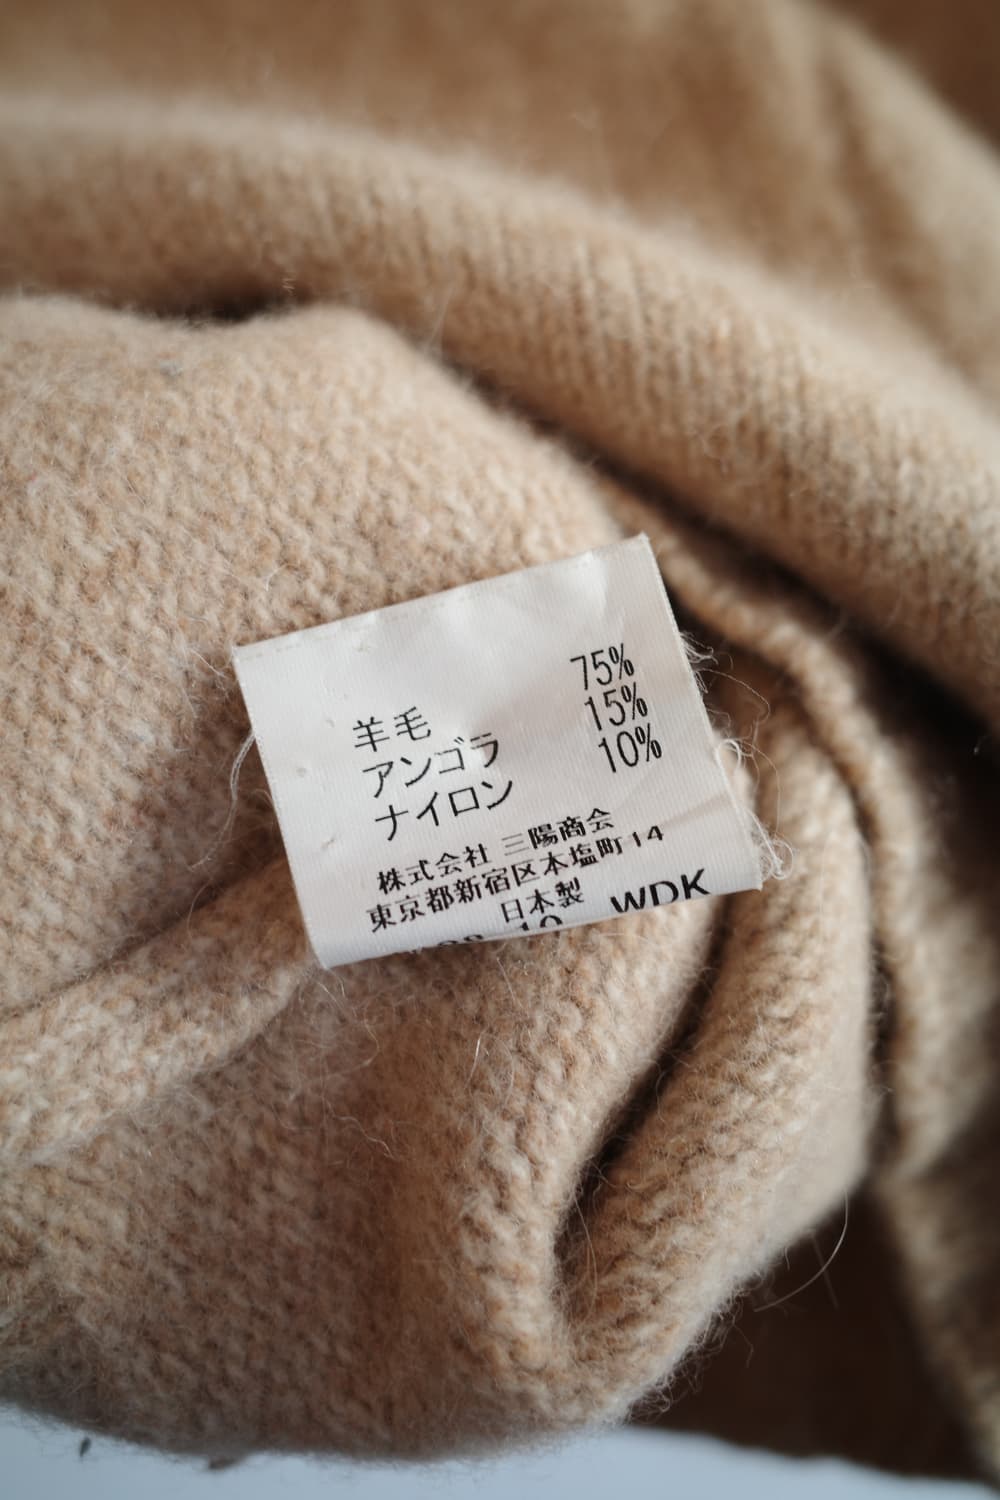 羊毛 75%
アンゴラ 15%
ナイロン 10%
株式会社 三陽商会
東京都新宿区本塩町14
日本製 WDK